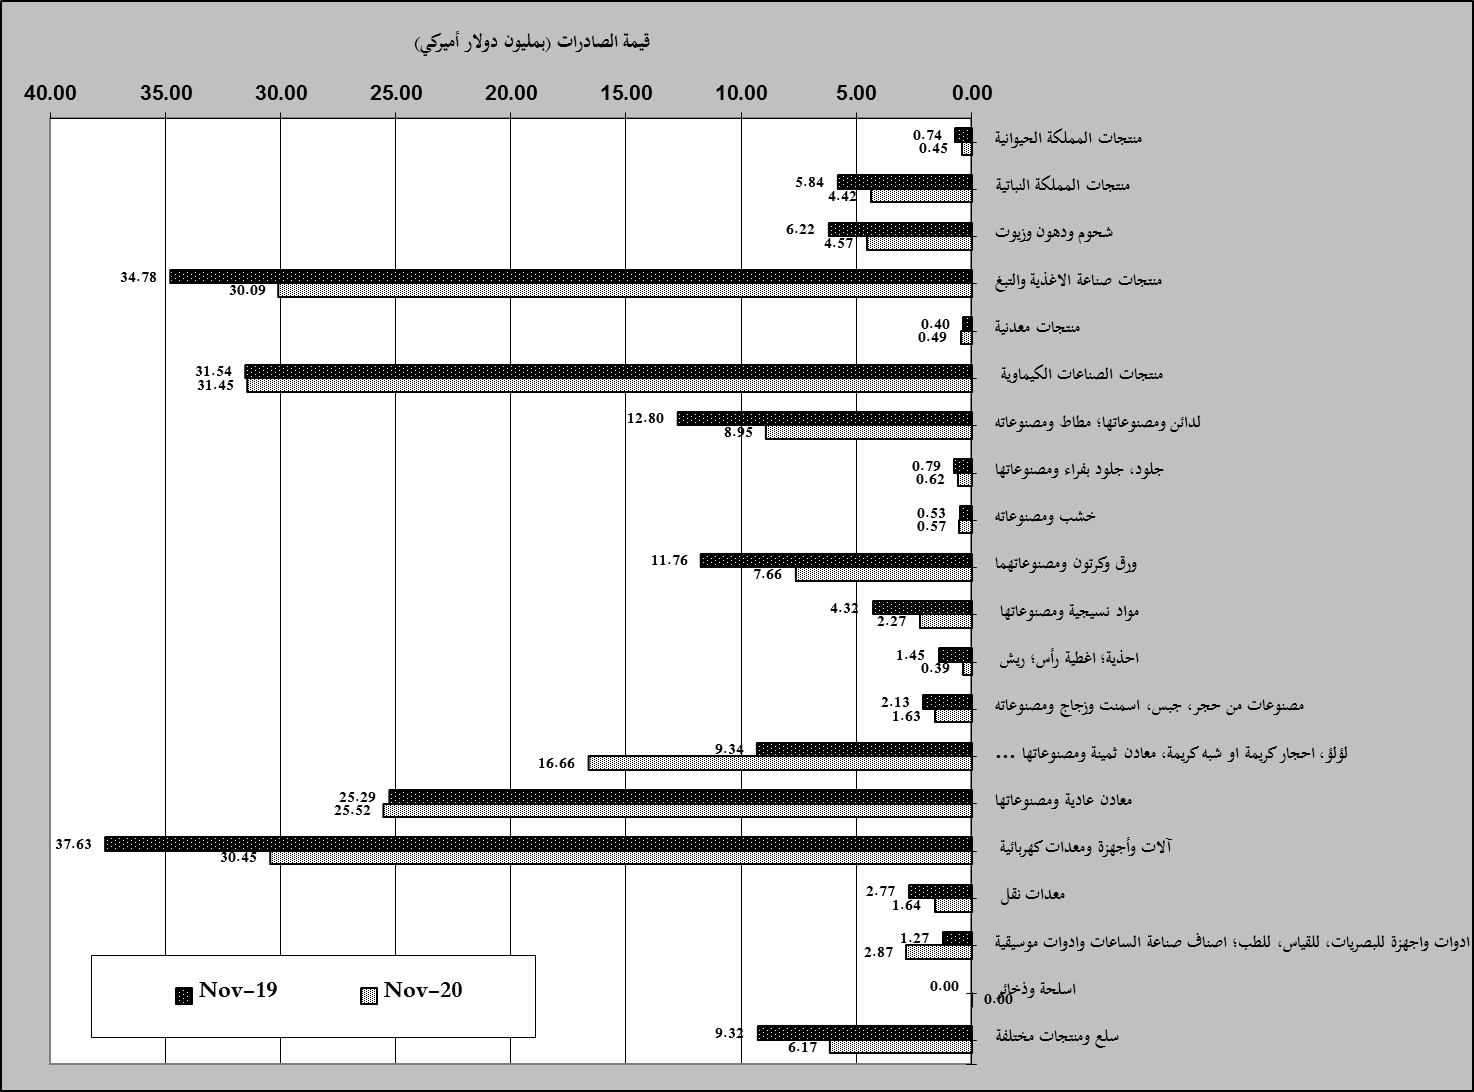 قيمة الصادرات (بمليون دولار أميركي)
40.00 35.00 30.00 25.00 20.00 15.00 10.00 5.00 0.00
منتجات المملكة الحيوانية
0.74
0.45
منتجات المملكة النباتية
5.84
4.42
شحوم ودهون وزيوت
6.22
4.57
منتجات صناعة الاغذية والتبغ
34.78
30.09
منتجات معدنية
0.40
0.49
منتجات الصناعات الكيماوية
31.54
31.45
لدائن ومصنوعاتها؛ مطاط ومصنوعاته
12.80
8.95
جلود، جلود بفراء ومصنوعاتها
0.79
0.62
خشب ومصنوعاته
0.53
0.57
ورق وكرتون ومصنوعاتهما
11.76
7.66
مواد نسيجية ومصنوعاتها
4.32
2.27
احذية؛ اغطية رأس؛ ريش
1.45
0.39
مصنوعات من حجر، جبس، اسمنت وزجاج ومصنوعاته
2.13
1.63
لؤلؤ، احجار كريمة او شبه كريمة، معادن ثمينة ومصنوعاتها ...
9.34
16.66
معادن عادية ومصنوعاتها
25.29
25.52
آلات وأجهزة ومعدات كهربائية
37.63
30.45
معدات نقل
2.77
1.64
ادوات واجهزة للبصريات، للقياس، للطب؛ اصناف صناعة الساعات وادوات موسيقية
1.27
2.87
اسلحة وذخائر
0.00
0.00
سلع ومنتجات مختلفة
9.32
6.17
Nov-19 Nov-20